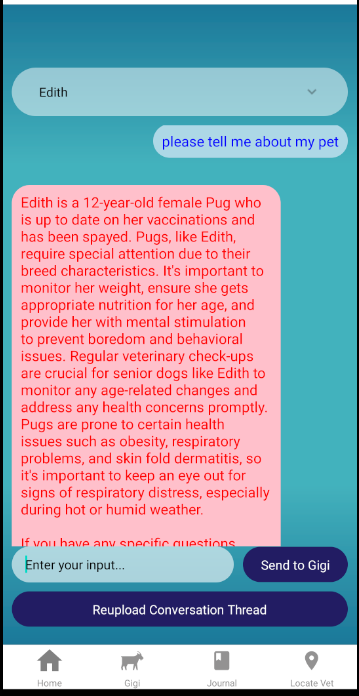 Edith
please tell me about my pet
Edith is a 12-year-old female Pug who
is up to date on her vaccinations and
has been spayed. Pugs, like Edith,
require special attention due to their
breed characteristics. It's important to
monitor her weight, ensure she gets
appropriate nutrition for her age, and
provide her with mental stimulation
to prevent boredom and behavioral
issues. Regular veterinary check-ups
are crucial for senior dogs like Edith to
monitor any age-related changes and
address any health concerns promptly.
Pugs are prone to certain health
issues such as obesity, respiratory
problems, and skin fold dermatitis, so
it's important to keep an eye out for
signs of respiratory distress, especially
during hot or humid weather.
If you have any specific questions
Enter your input...
Send to Gigi
Reupload Conversation Thread
Home
Gigi
Journal
Locate Vet